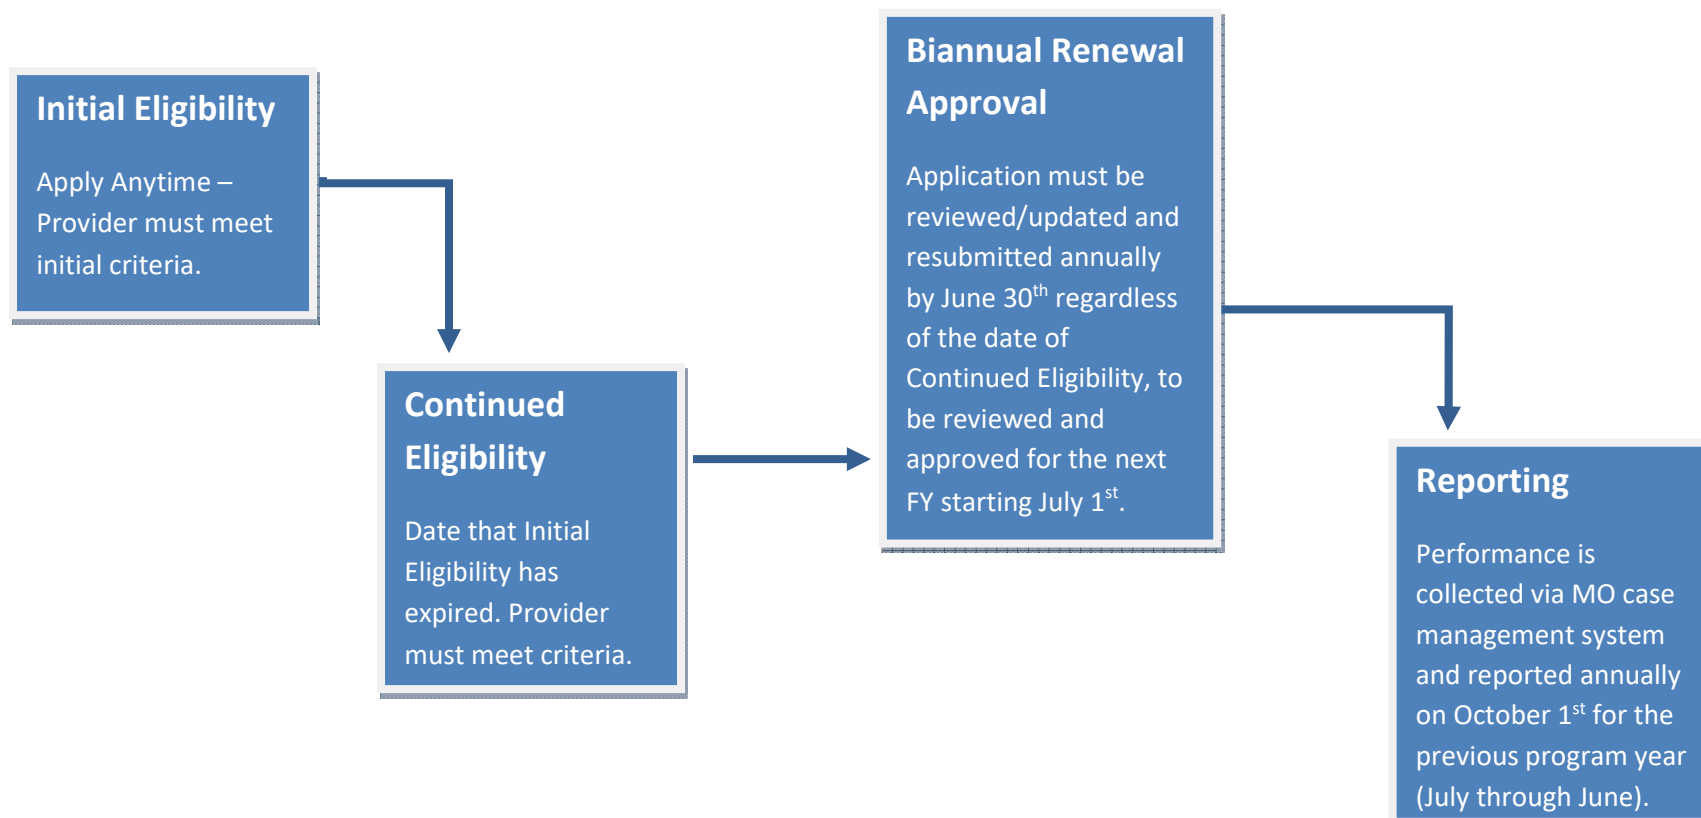 Initial Eligibility
Apply Anytime –
Provider must meet
initial criteria.
Continued
Eligibility
Date that Initial
Eligibility has
expired. Provider
must meet criteria.
Biannual Renewal
Approval
Application must be
reviewed/updated and
resubmitted annually
by June 30th regardless
of the date of
Continued Eligibility, to
be reviewed and
approved for the next
FY starting July 1st.
Reporting
Performance is
collected via MO case
management system
and reported annually
on October 1st for the
previous program year
(July through June).